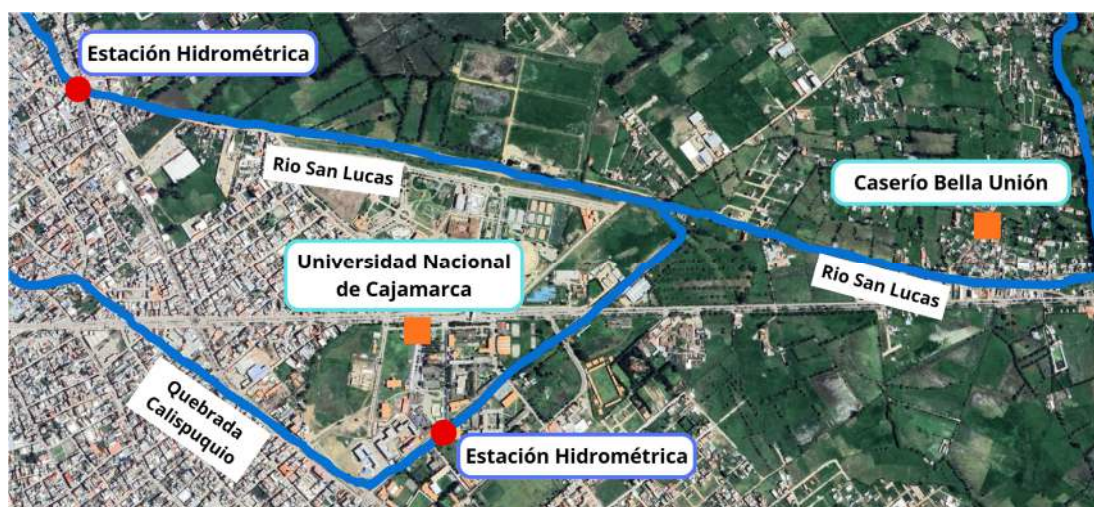 Estación Hidrométrica
Rio San Lucas
Caserío Bella Unión
Universidad Nacional
de Cajamarca
Rio San Lucas
Quebrada
Calispuquio
Estación Hidrométrica